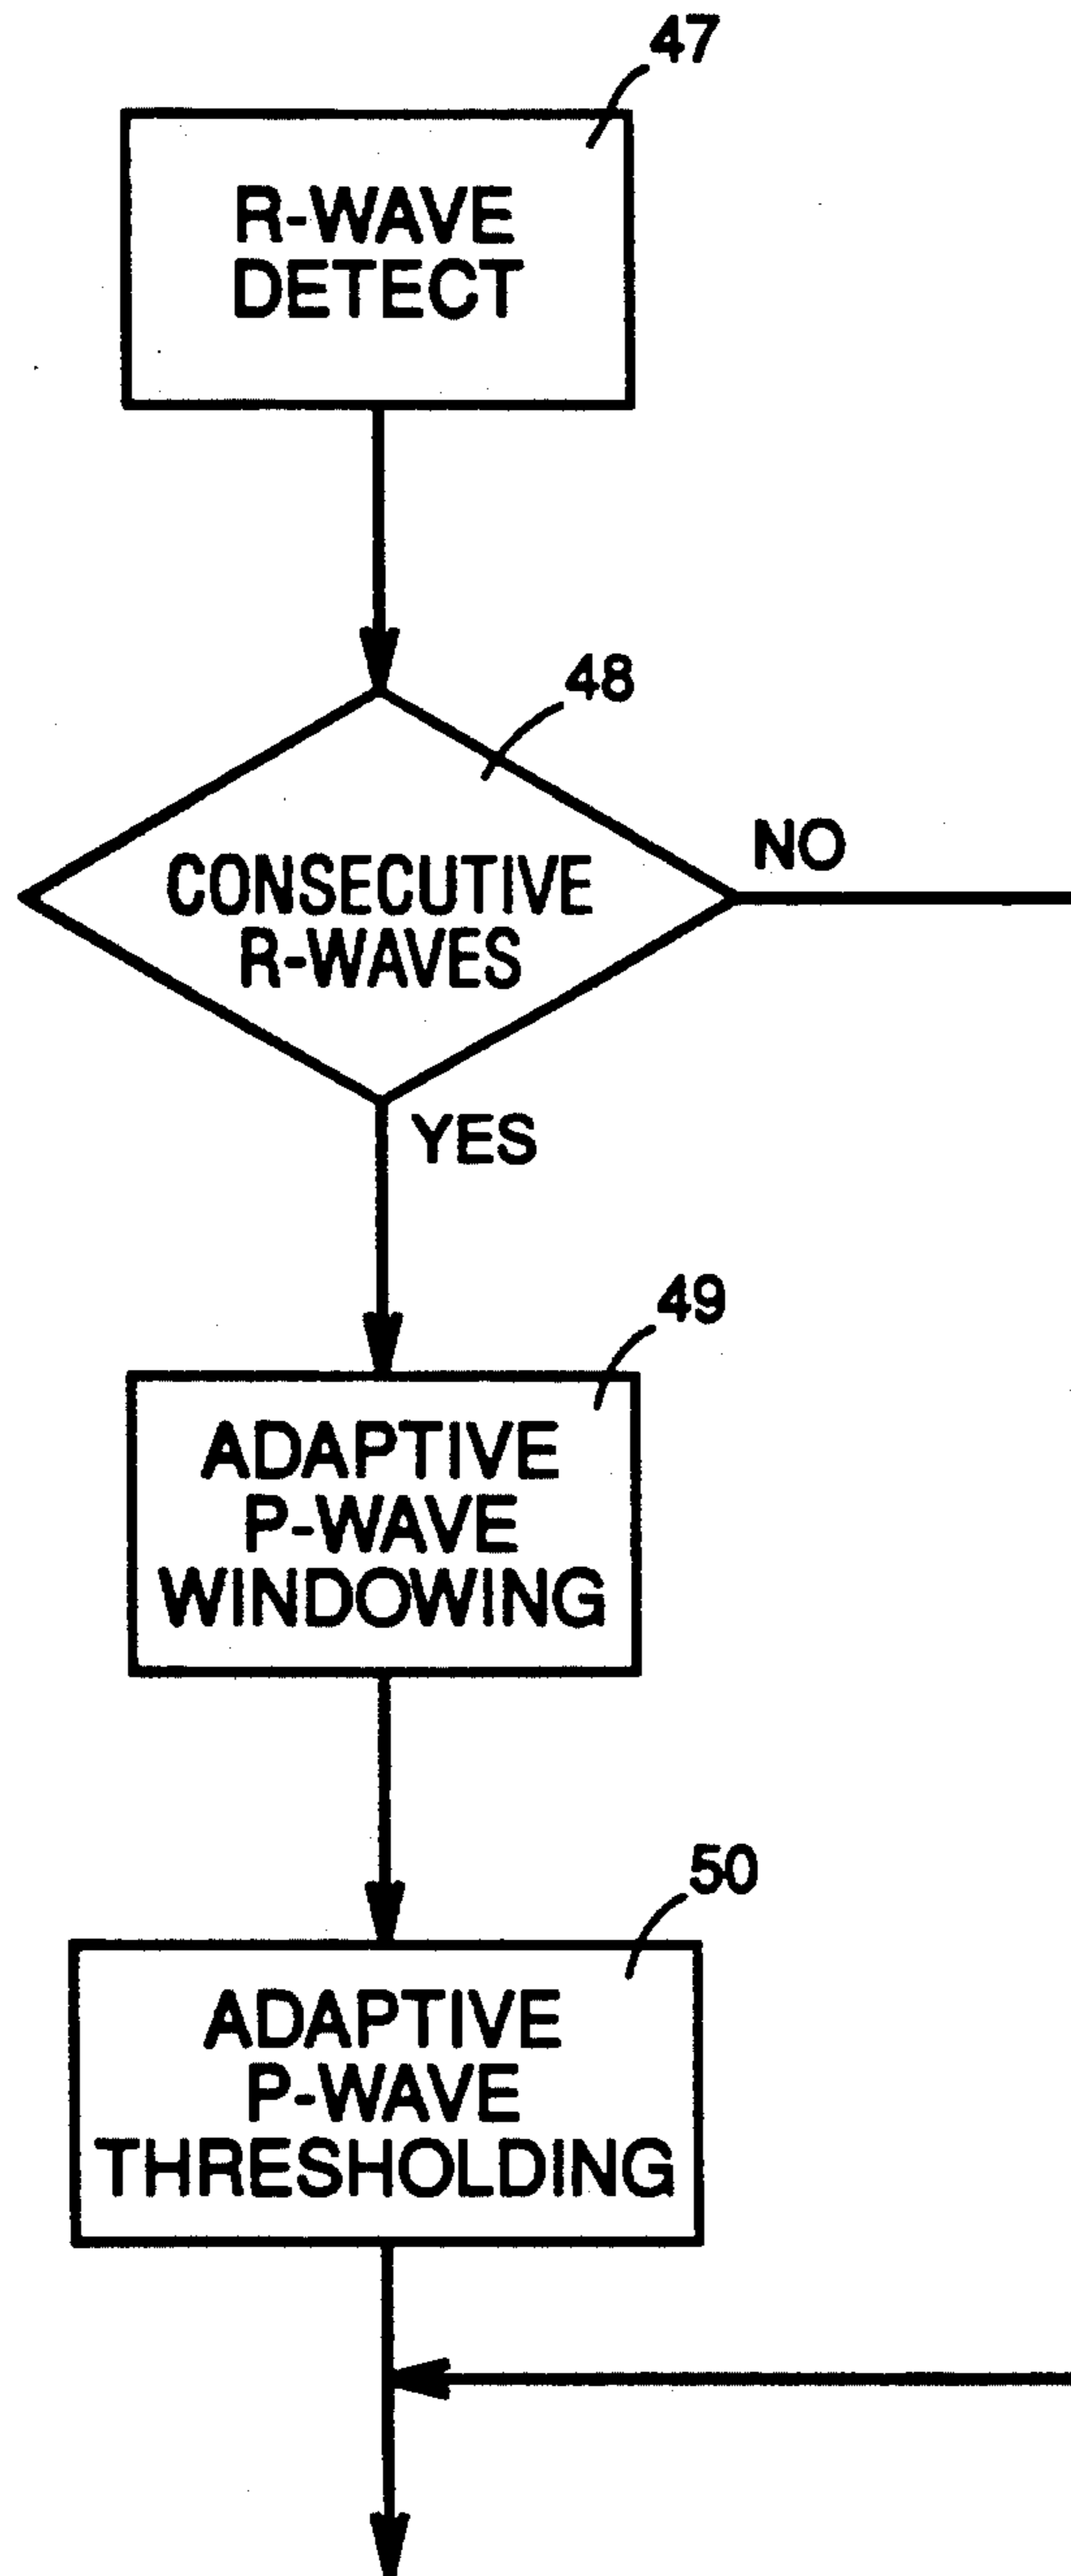 47
R-WAVE
DETECT
48
NO
CONSECUTIVE
R-WAVES
YES
49
ADAPTIVE
P-WAVE
WINDOWING
50
ADAPTIVE
P-WAVE
THRESHOLDING